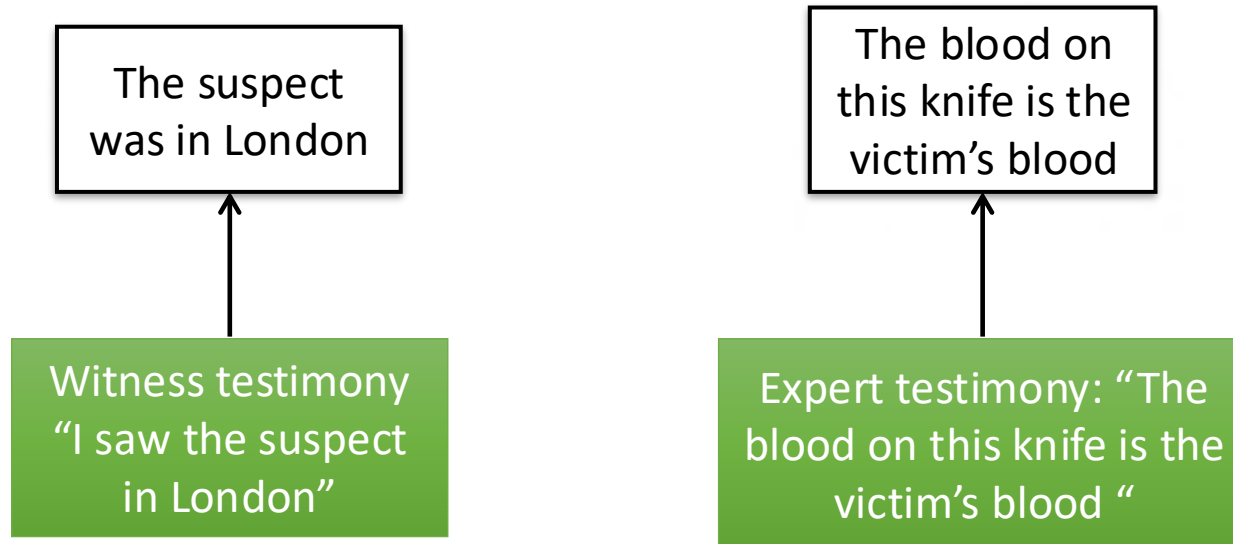 The suspect
was in London
The blood on
this knife is the
victim’s blood
Witness testimony
“I saw the suspect
in London”
Expert testimony: “The
blood on this knife is the
victim’s blood “